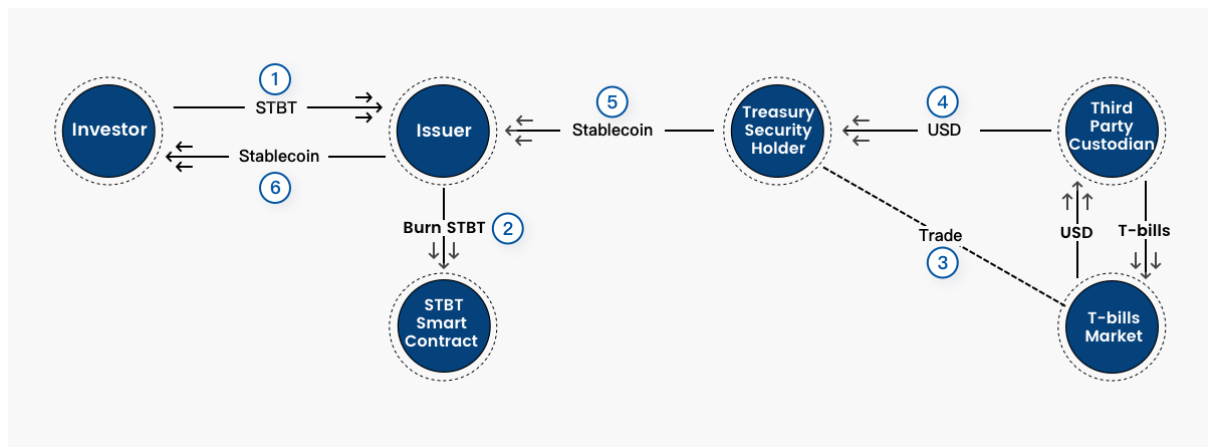 1
STBT
Investor
Issuer
Stablecoin
6
Burn STBT
2
STBT
Smart
Contract
5
Stablecoin
Treasury
Security
Holder
4
USD
Third
Party
Custodian
Trade
3
USD
T-bills
T-bills
Market